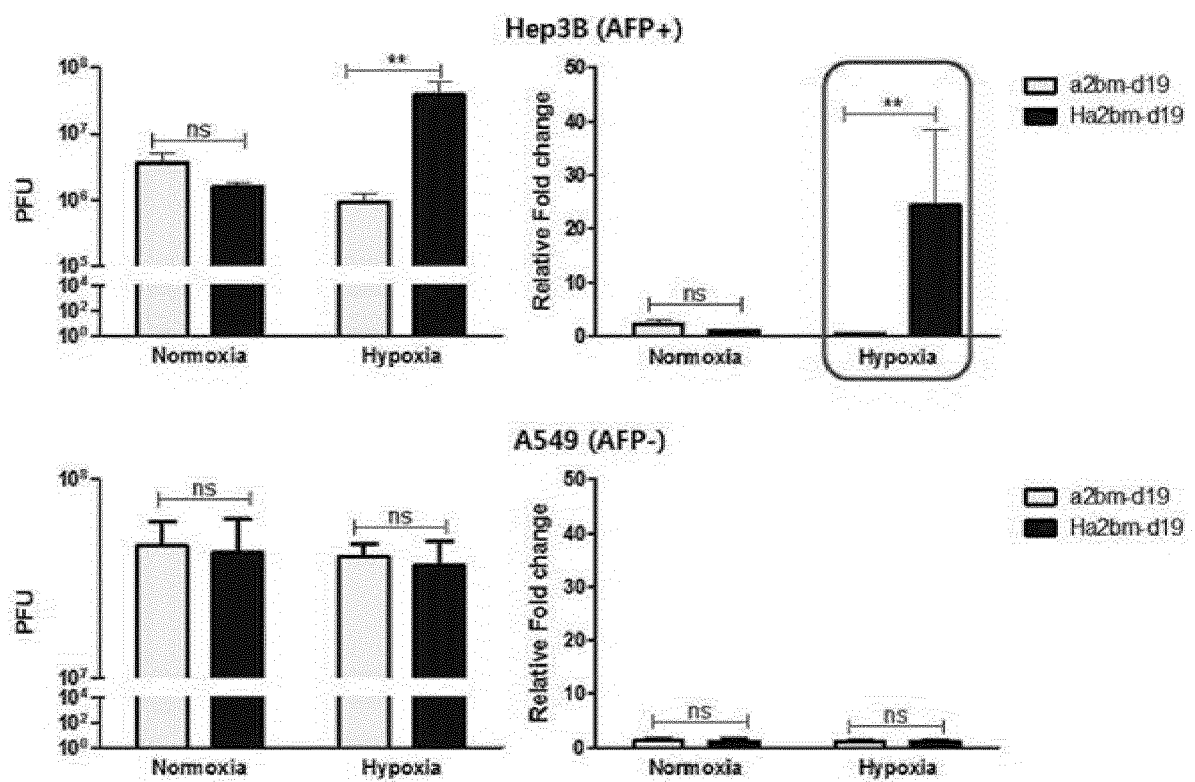 Hep3B (AFP+)
PFU
10⁸
10⁷
10⁶
10⁵
10⁴
10²
10⁰
ns
**
Normoxia
Hypoxia
Relative Fold change
50
40
30
20
10
0
ns
**
Normoxia
Hypoxia
a2bm-d19
Ha2bm-d19
A549 (AFP-)
PFU
10⁸
10⁷
10⁴
10²
10⁰
ns
ns
Normoxia
Hypoxia
Relative Fold change
50
40
30
20
10
0
ns
ns
Normoxia
Hypoxia
a2bm-d19
Ha2bm-d19